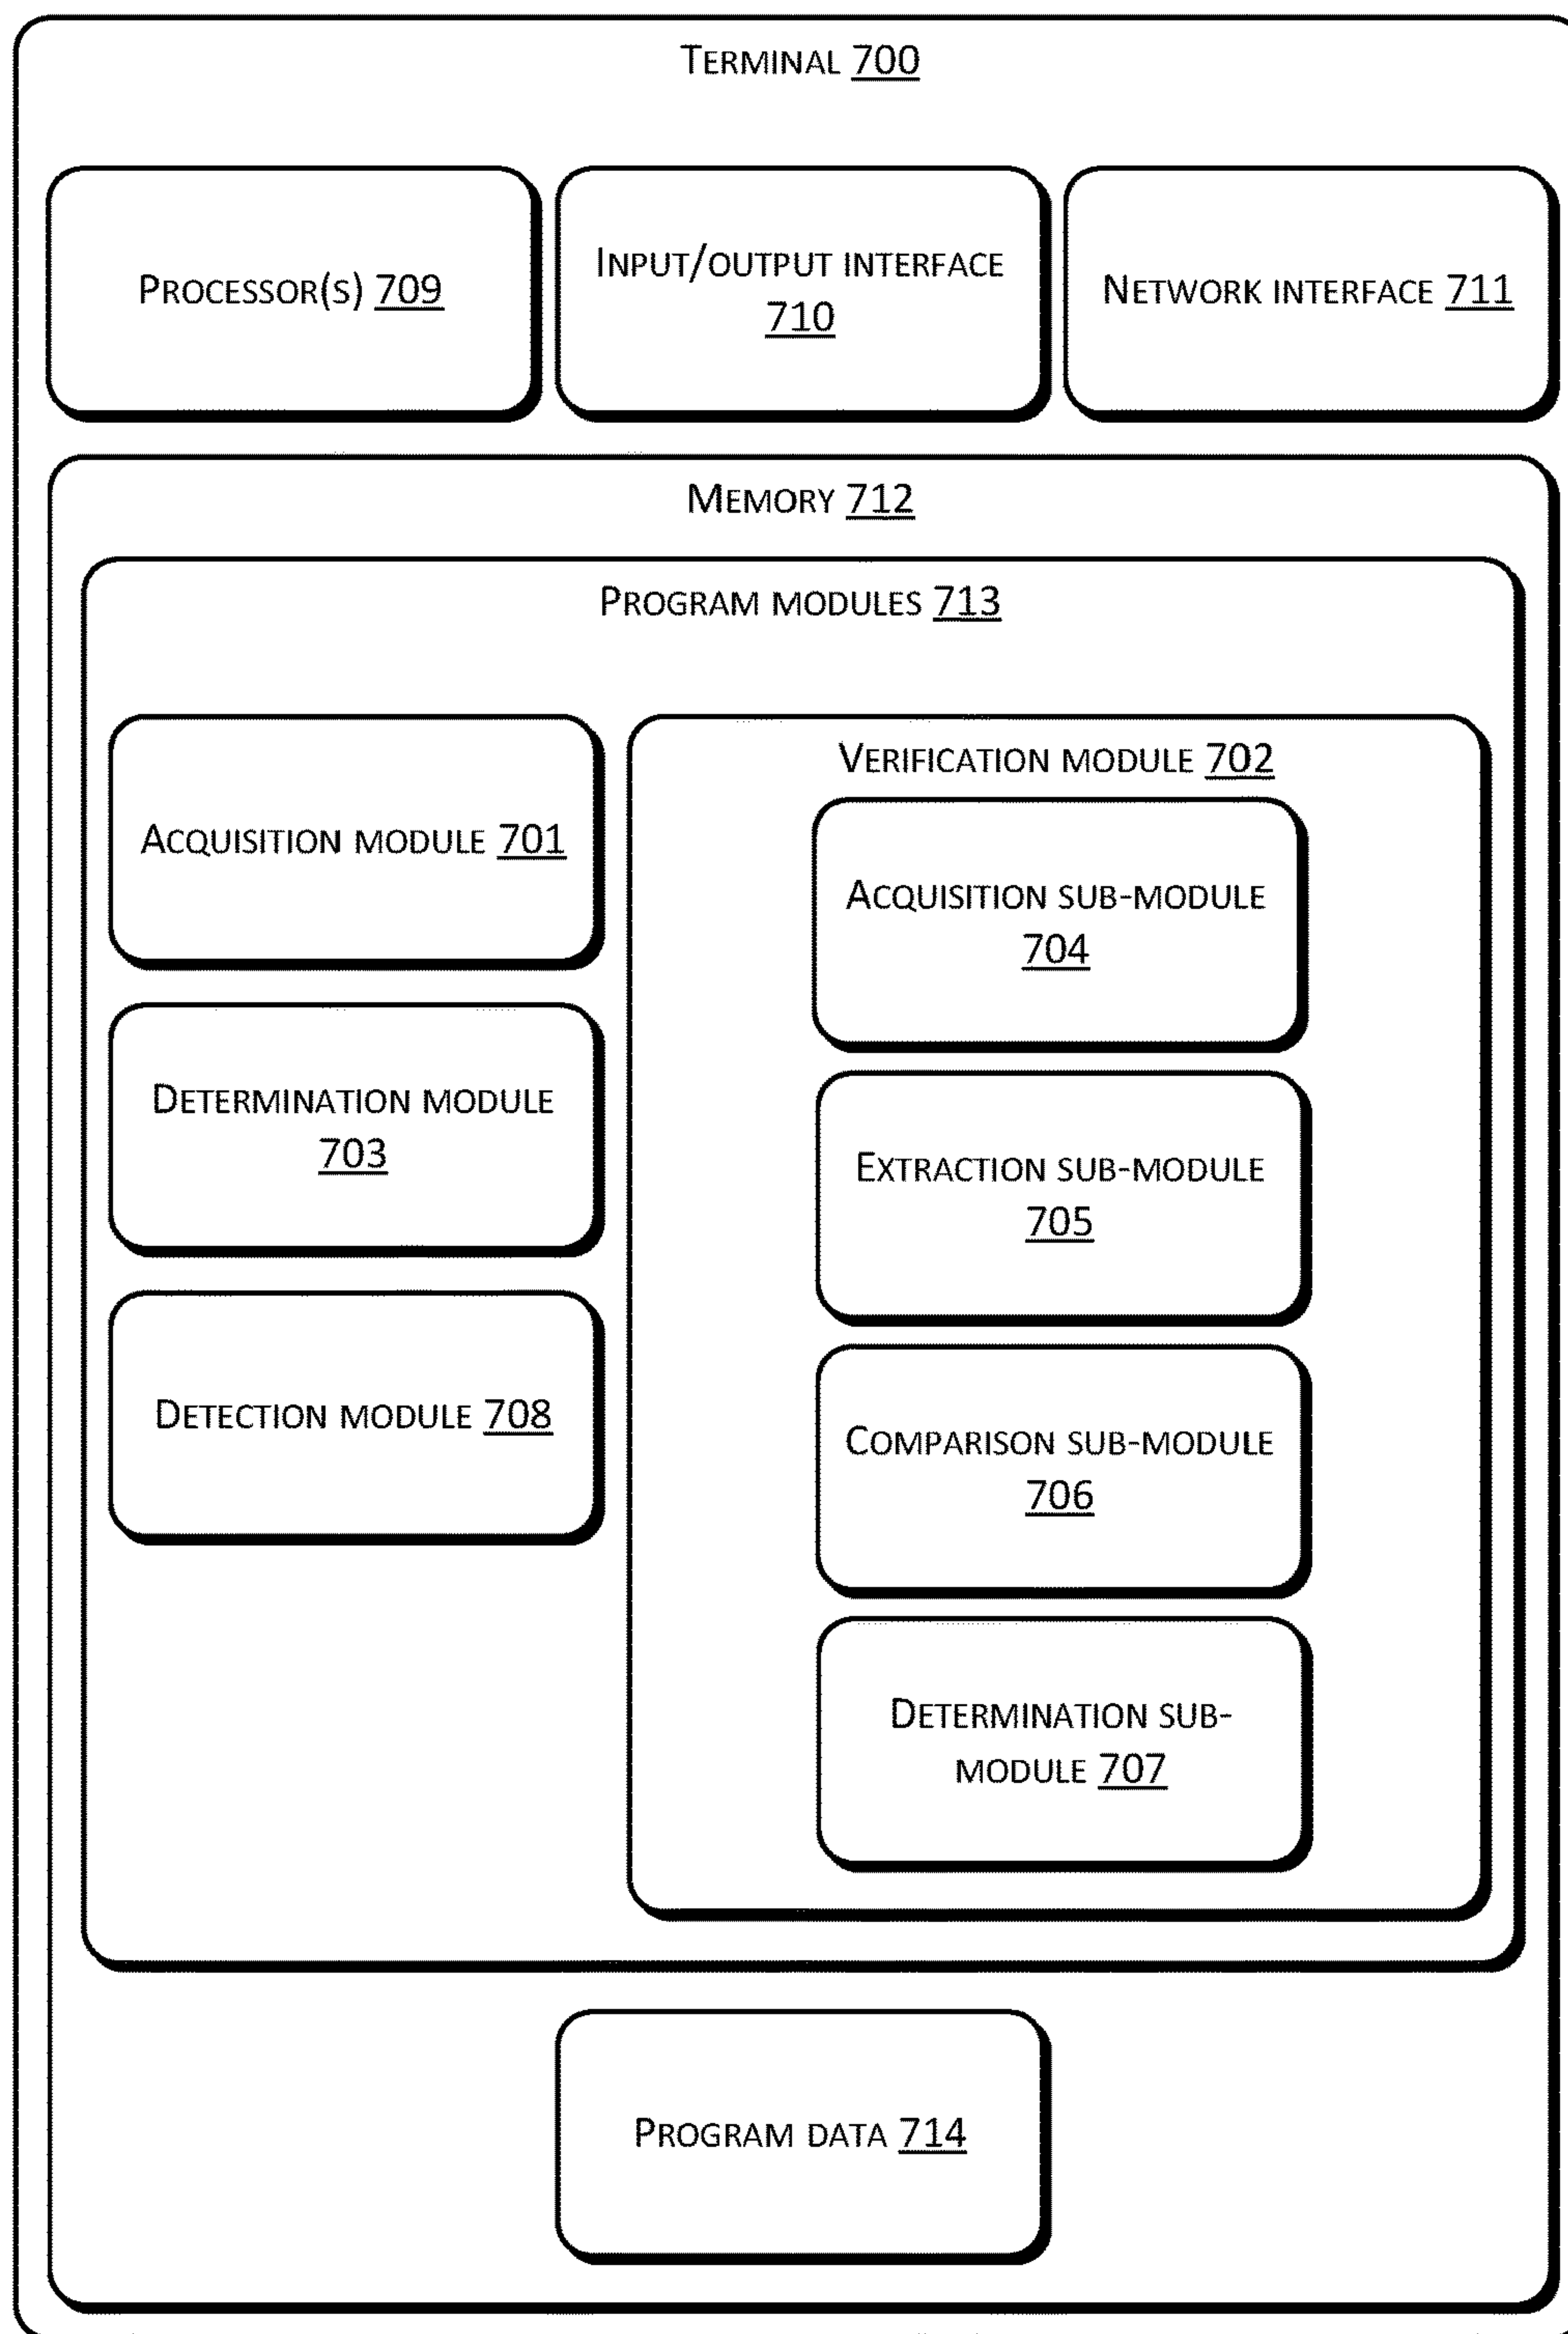 TERMINAL 700
PROCESSOR(S) 709
INPUT/OUTPUT INTERFACE
710
NETWORK INTERFACE 711
MEMORY 712
PROGRAM MODULES 713
ACQUISITION MODULE 701
DETERMINATION MODULE
703
DETECTION MODULE 708
VERIFICATION MODULE 702
ACQUISITION SUB-MODULE
704
EXTRACTION SUB-MODULE
705
COMPARISON SUB-MODULE
706
DETERMINATION SUB-
MODULE 707
PROGRAM DATA 714